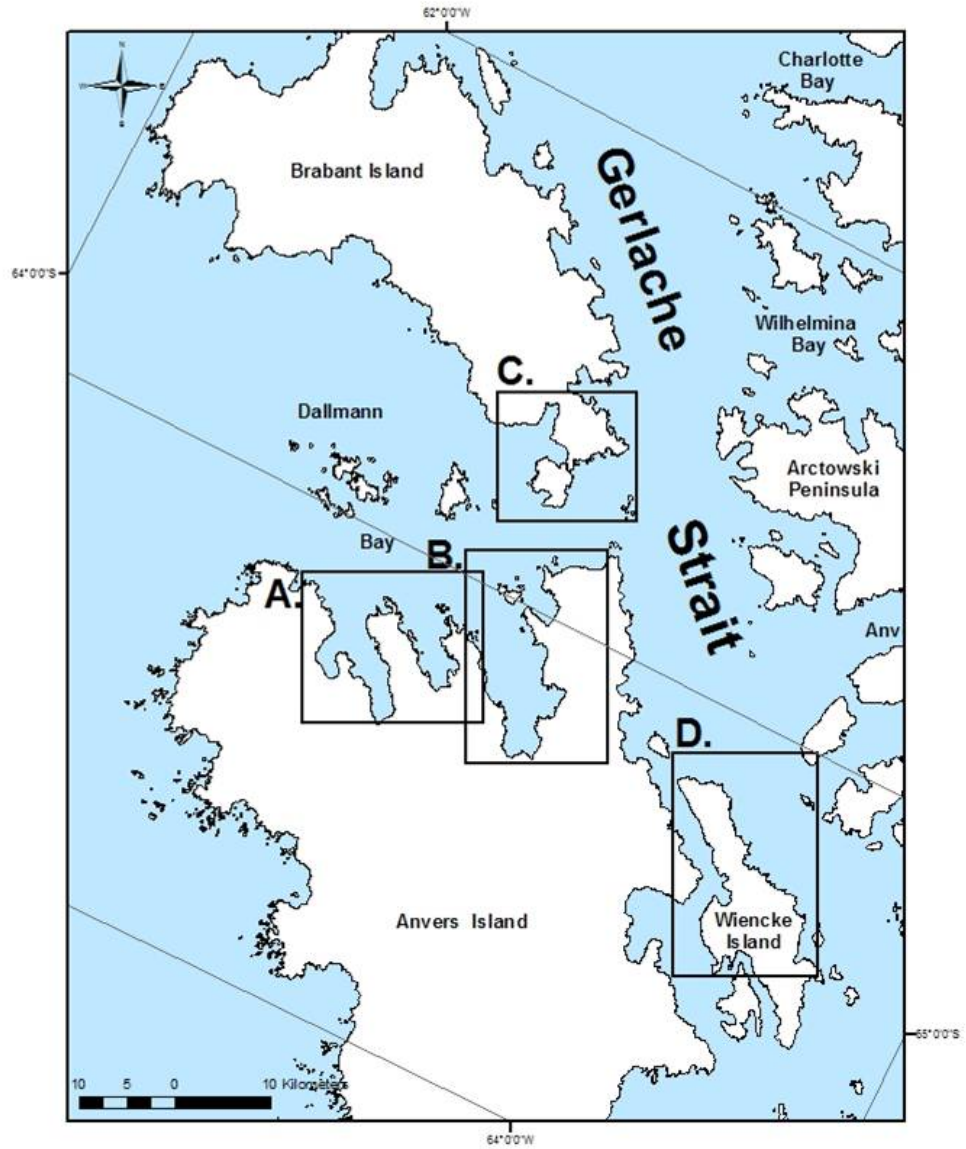 62°0'0"W
N
W
E
S
Charlotte
Bay
Brabant Island
Gerlache
64°0'0"S
Wilhelmina
Bay
C.
Dallmann
Arctowski
Peninsula
Strait
Bay
B.
A.
Anv
D.
Anvers Island
Wiencke
Island
65°0'0"S
10 5 0 10 Kilometers
64°0'0"W